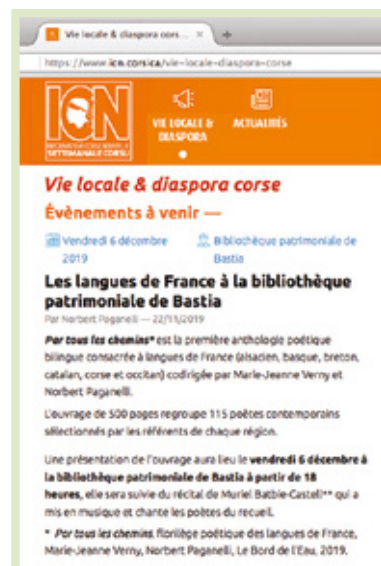 Vie locale & diaspora cors...
https://www.icn.corsica/vie-locale-diaspora-corse
ICN
SETTIMANALE CORSU
VIE LOCALE & DIASPORA
ACTUALITÉS
Vie locale & diaspora corse
Évènements à venir —
Vendredi 6 décembre 2019
Bibliothèque patrimoniale de Bastia
Les langues de France à la bibliothèque
patrimoniale de Bastia
Par Norbert Paganelli — 22/11/2019
Par tous les chemins* est la première anthologie poétique
bilingue consacrée à langues de France (alsacien, basque, breton,
catalan, corse et occitan) codirigée par Marie-Jeanne Verny et
Norbert Paganelli.
L'ouvrage de 500 pages regroupe 115 poètes contemporains
sélectionnés par les référents de chaque région.
Une présentation de l'ouvrage aura lieu le vendredi 6 décembre à
la bibliothèque patrimoniale de Bastia à partir de 18
heures, elle sera suivie du récital de Muriel Batbie-Castell** qui a
mis en musique et chante les poètes du recueil.
* Par tous les chemins, florilège poétique des langues de France,
Marie-Jeanne Verny, Norbert Paganelli, Le Bord de l'Eau, 2019.